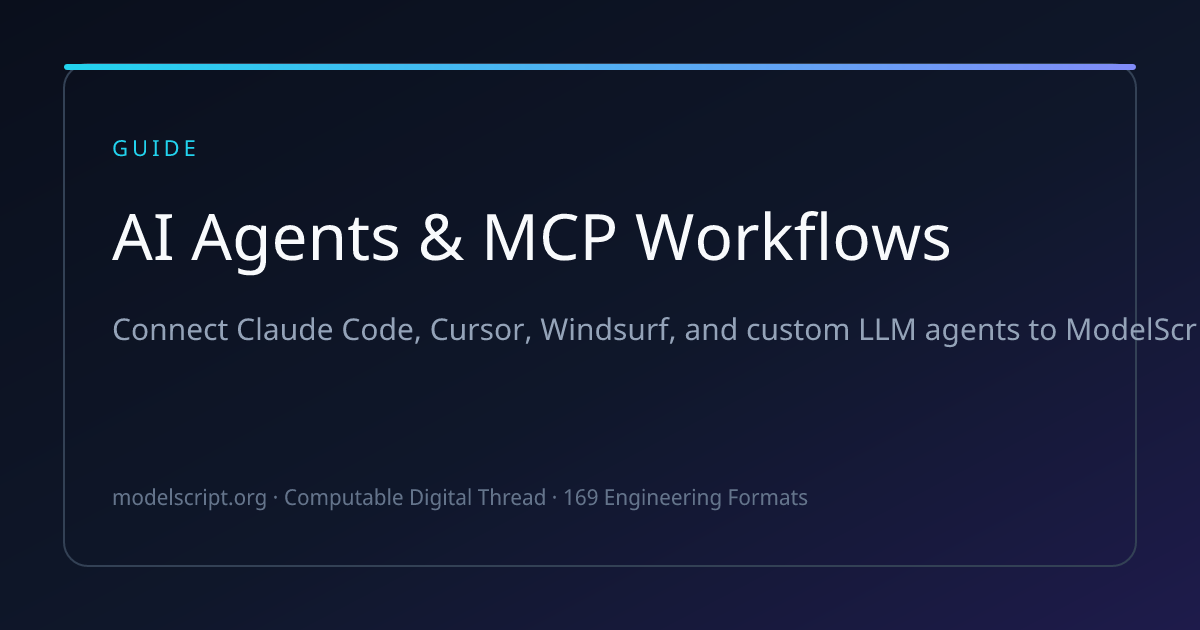 GUIDE
AI Agents & MCP Workflows
Connect Claude Code, Cursor, Windsurf, and custom LLM agents to ModelScr
modelscript.org · Computable Digital Thread · 169 Engineering Formats